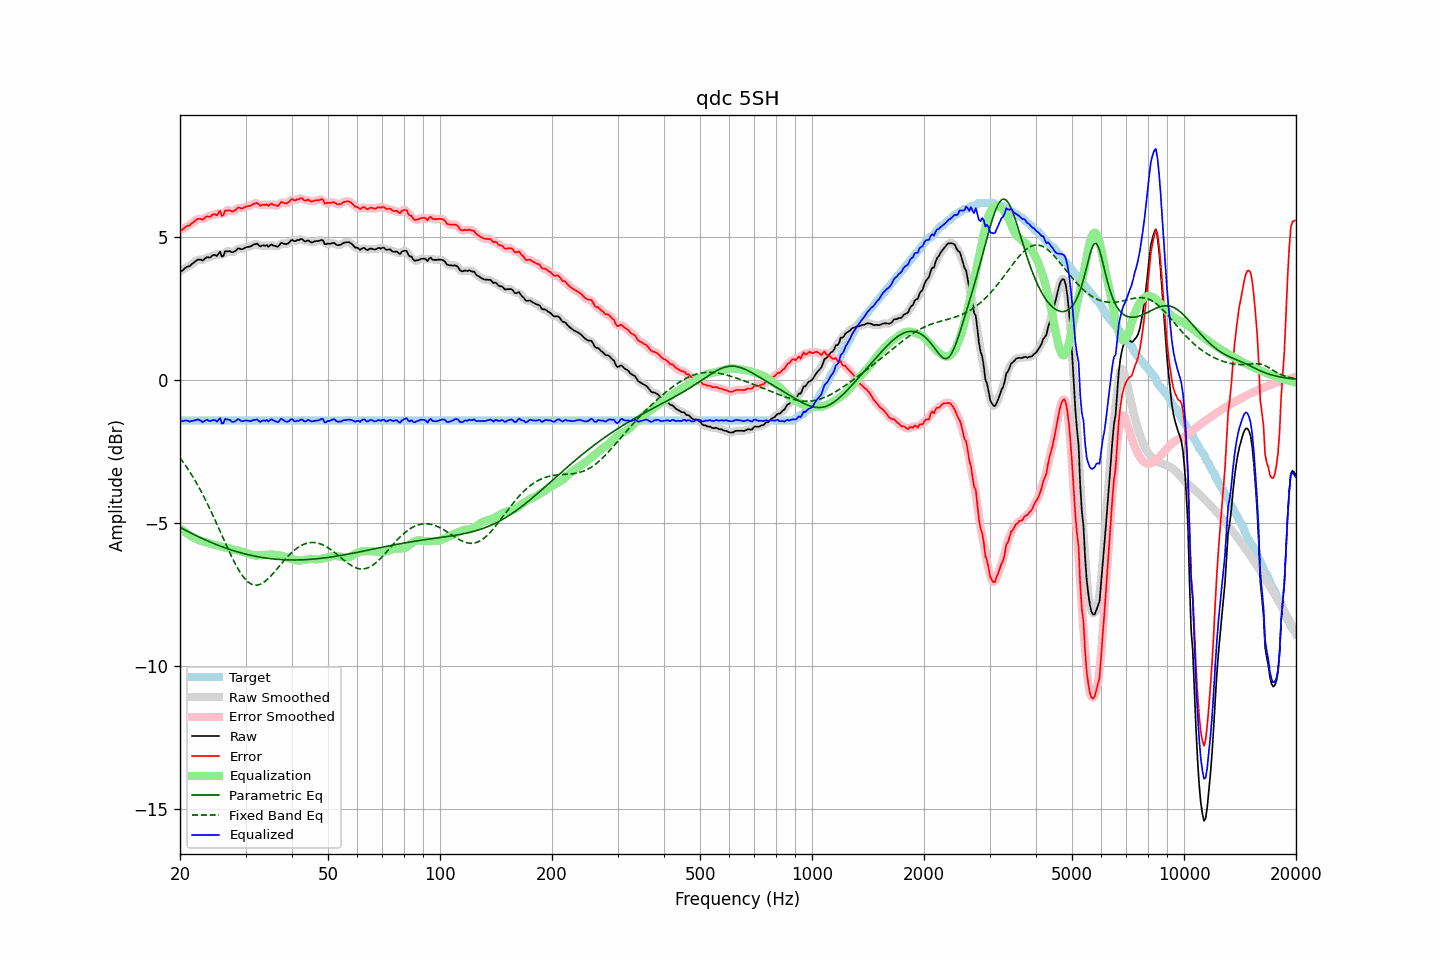 qdc 5SH
Amplitude (dBr)
5
0
−5
−10
−15
Target
Raw Smoothed
Error Smoothed
Raw
Error
Equalization
Parametric Eq
Fixed Band Eq
Equalized
20 50 100 200 500 1000 2000 5000 10000 20000
Frequency (Hz)